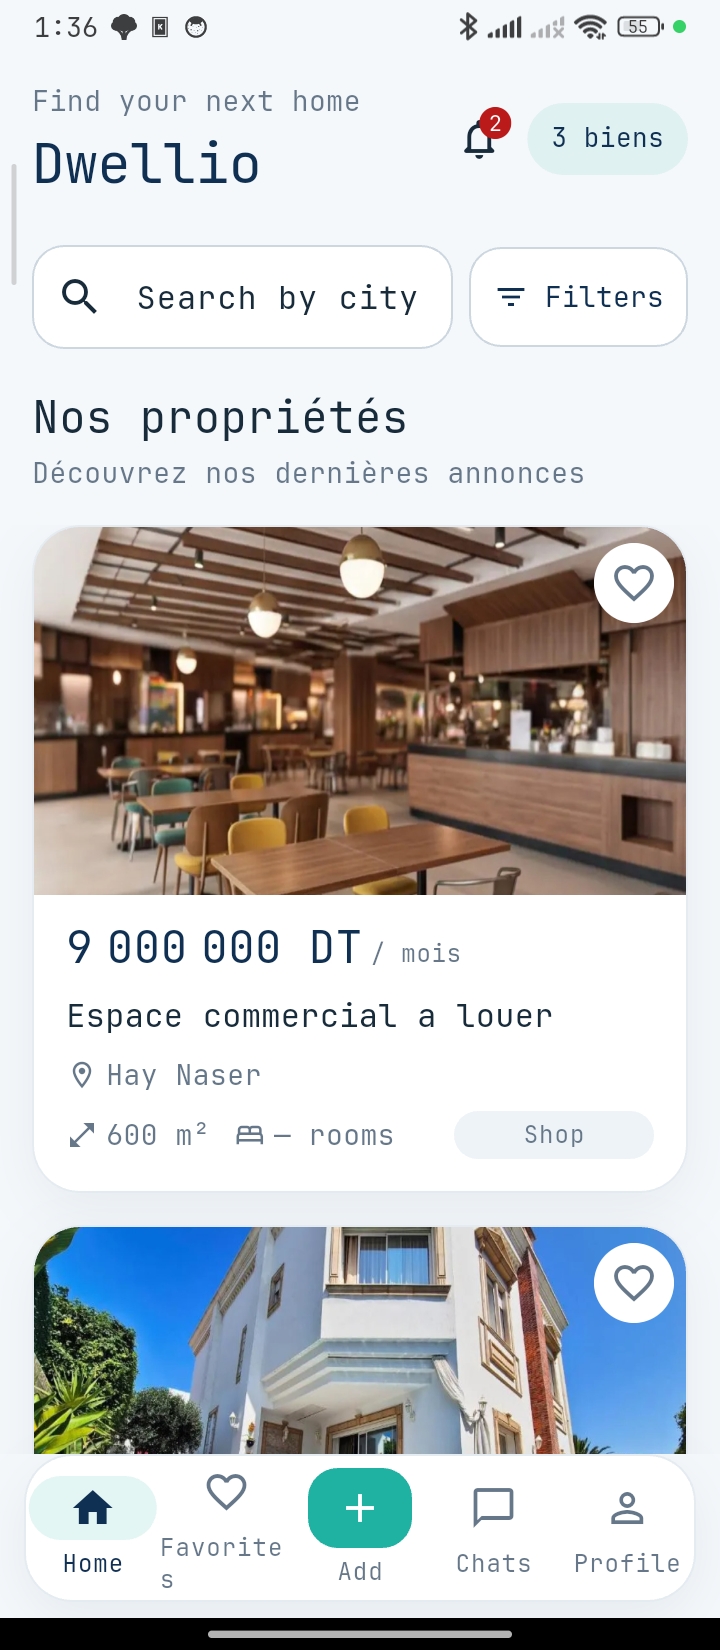 1:36
55
Find your next home
2
3 biens
Dwellio
Search by city
Filters
Nos propriétés
Découvrez nos dernières annonces
9 000 000 DT / mois
Espace commercial a louer
Hay Naser
600 m² — rooms
Shop
Home
Favorite
s
Add
Chats
Profile